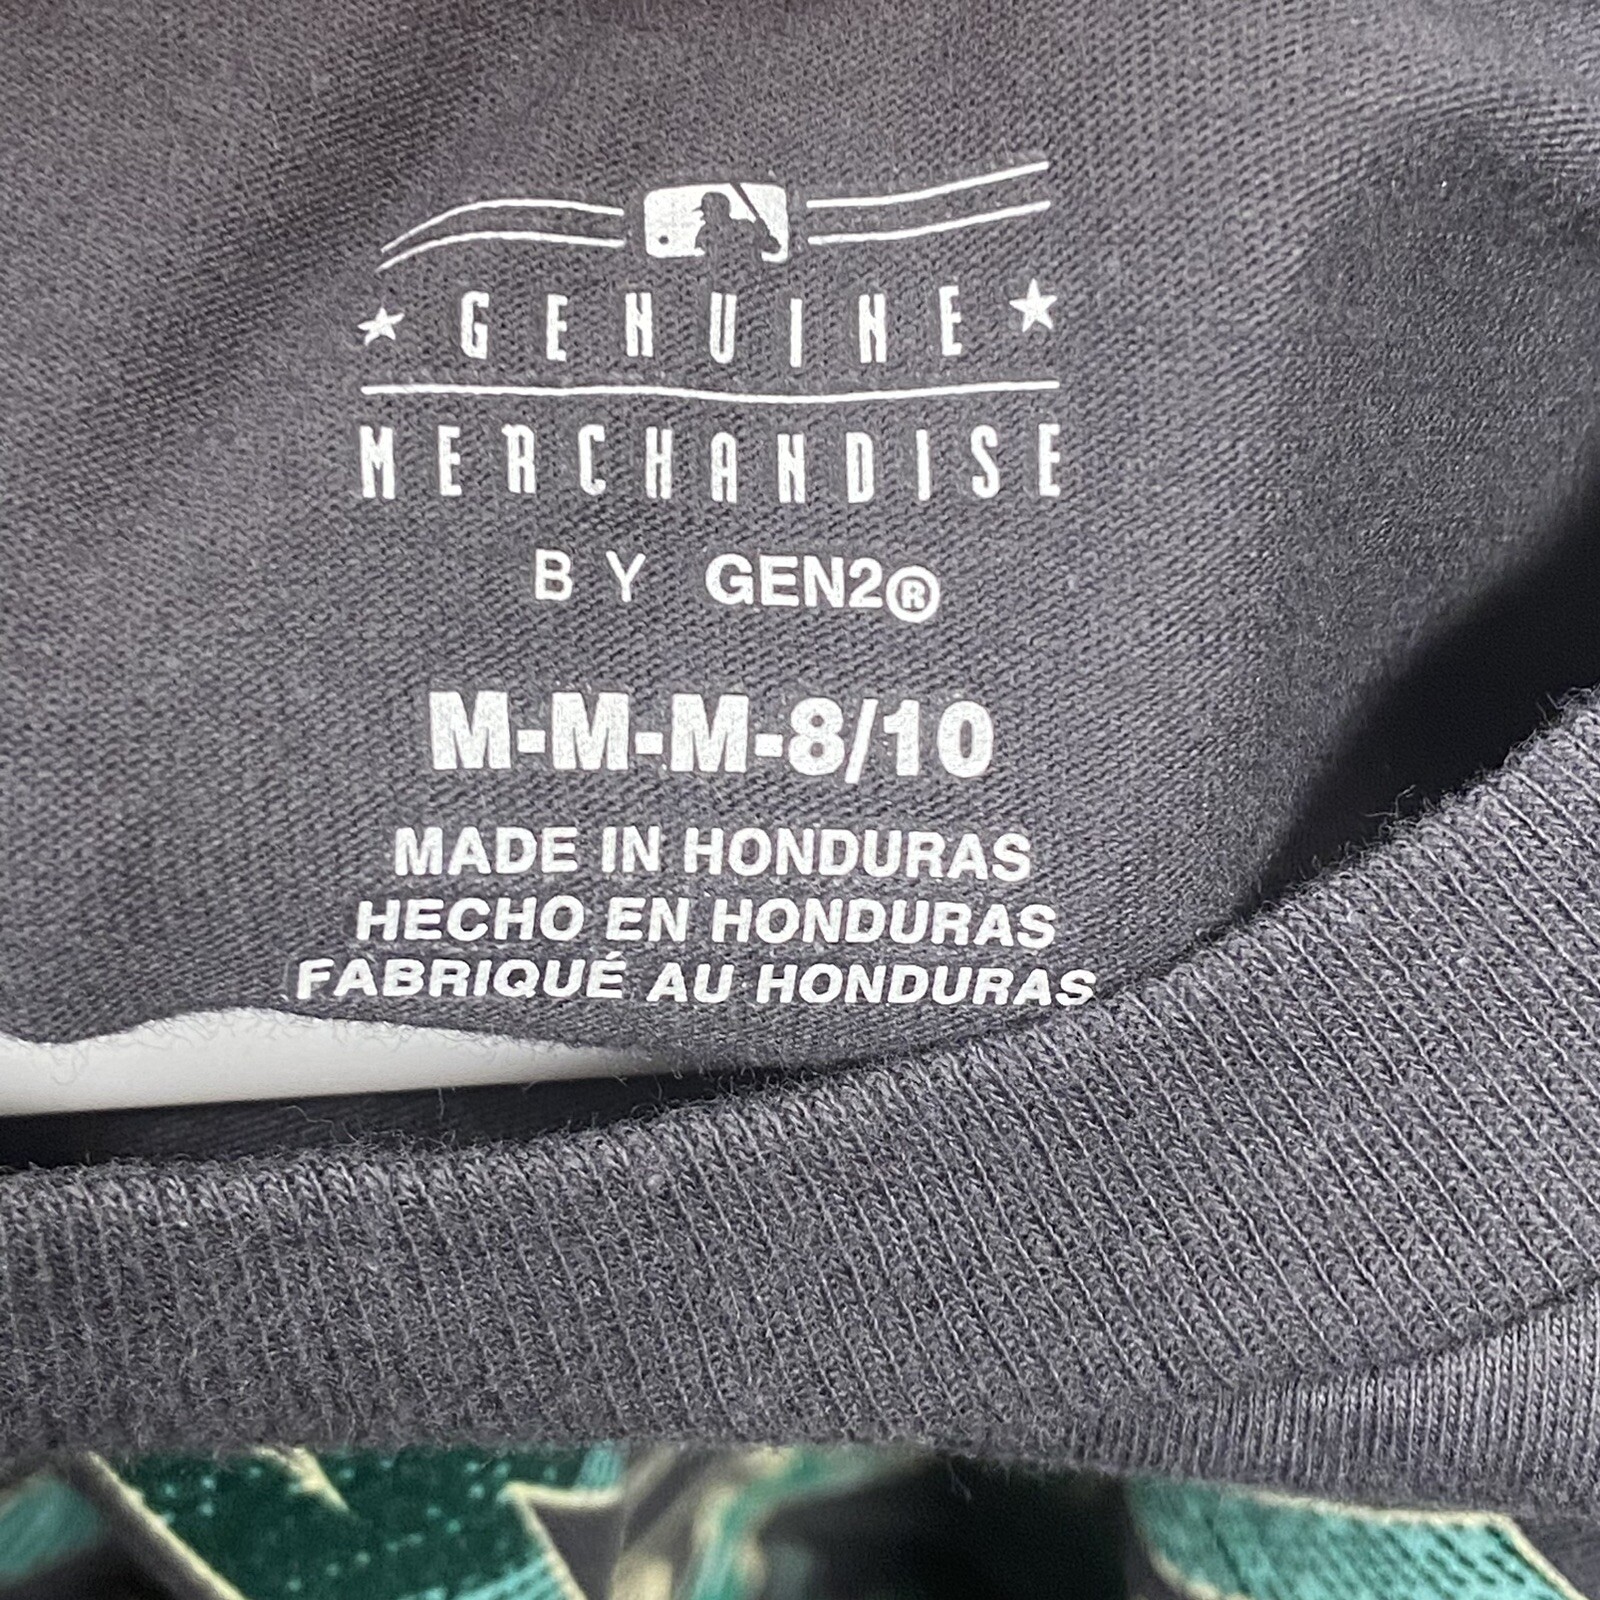 GENUINE
MERCHANDISE
BY GEN2®
M-M-M-8/10
MADE IN HONDURAS
HECHO EN HONDURAS
FABRIQUÉ AU HONDURAS